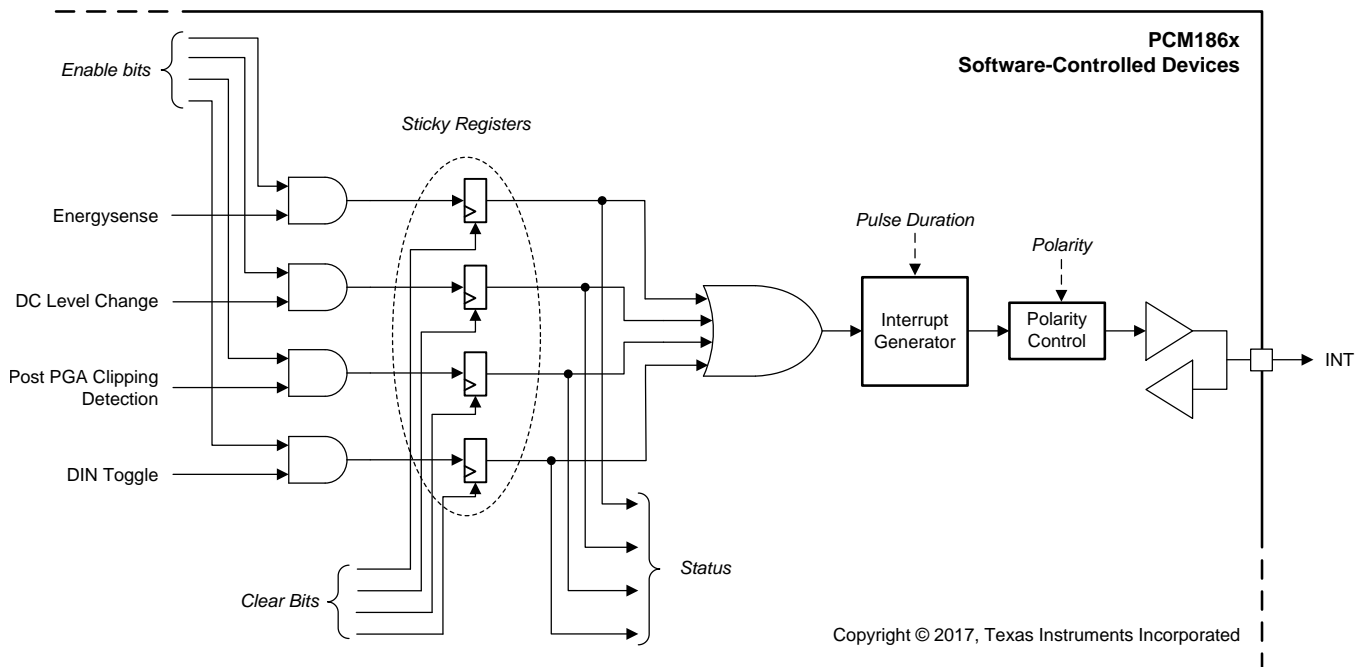 PCM186x
Software-Controlled Devices
Enable bits
Sticky Registers
Energysense
Pulse Duration
Polarity
DC Level Change
Interrupt
Generator
Polarity
Control
INT
Post PGA Clipping
Detection
DIN Toggle
Status
Clear Bits
Copyright © 2017, Texas Instruments Incorporated